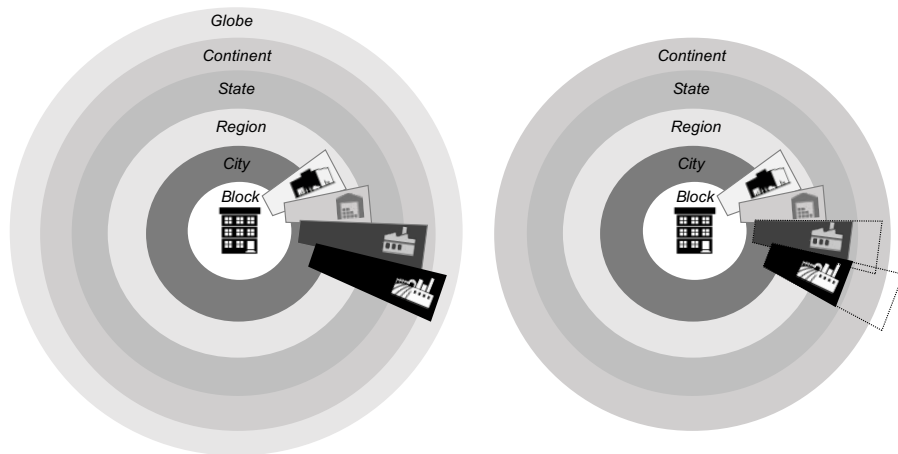 Globe
Continent
State
Region
City
Block
Continent
State
Region
City
Block